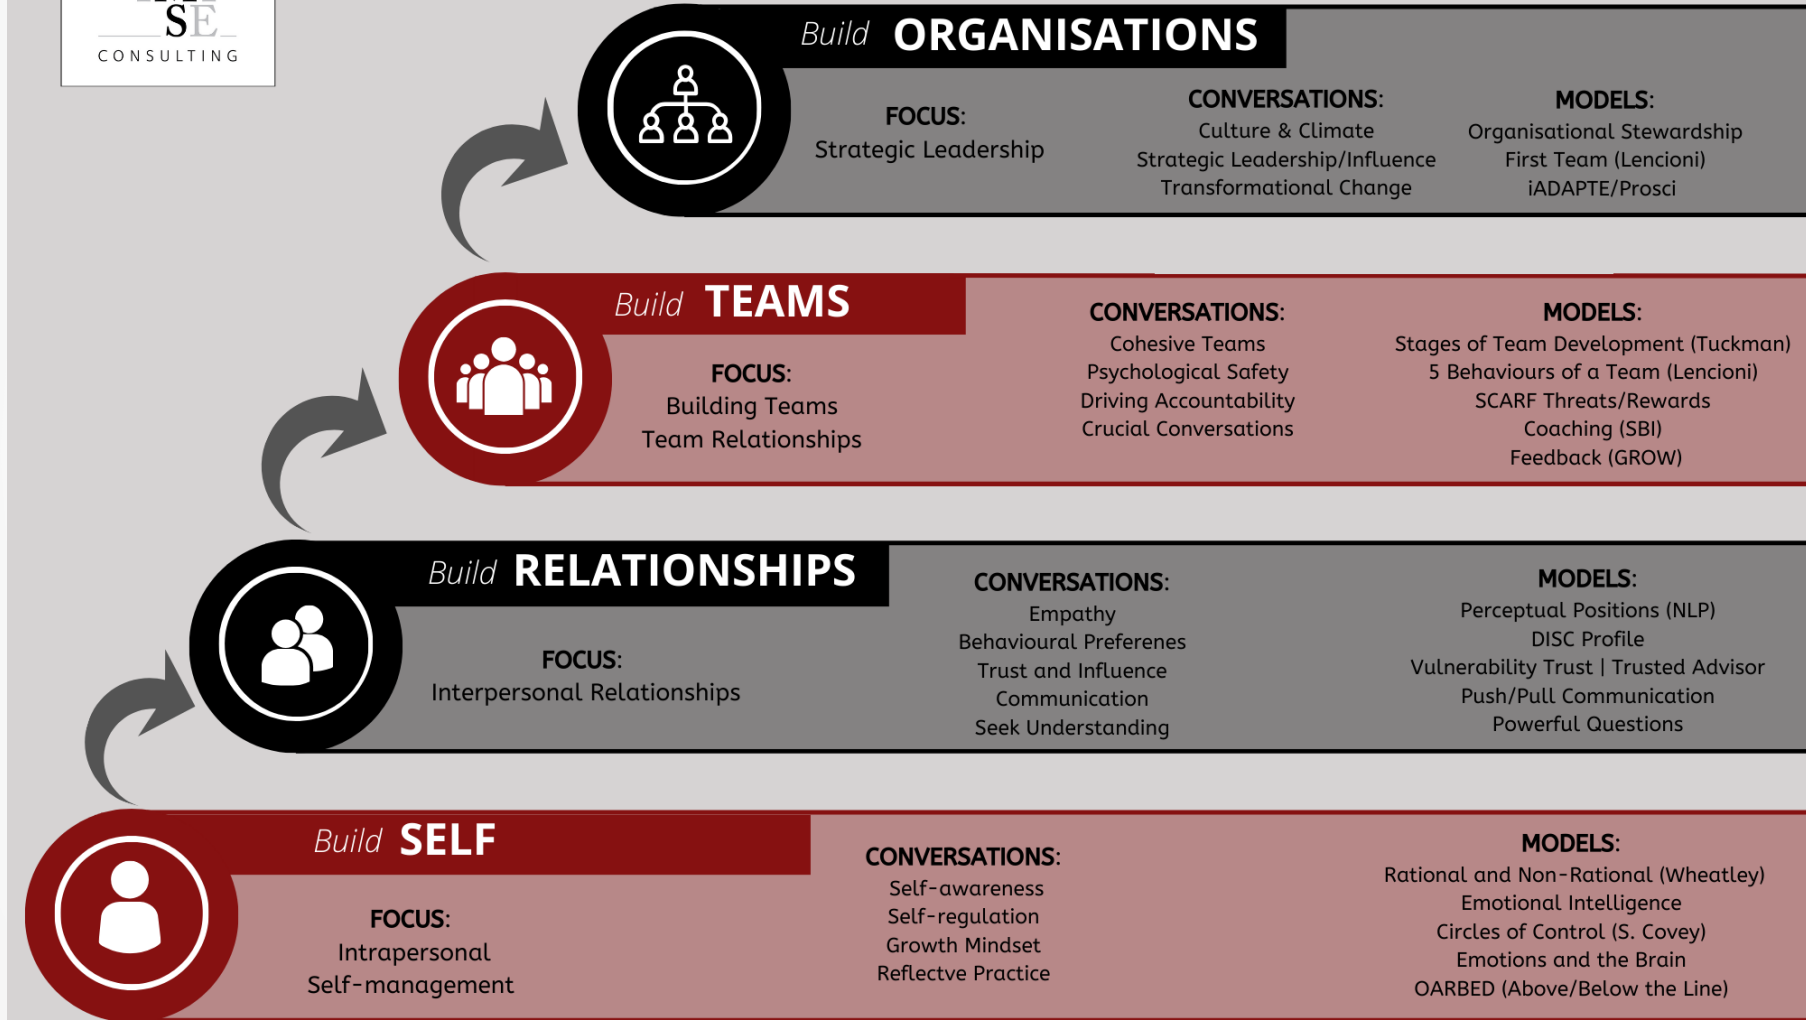 SE
CONSULTING
Build ORGANISATIONS
FOCUS:
Strategic Leadership
CONVERSATIONS:
Culture & Climate
Strategic Leadership/Influence
Transformational Change
MODELS:
Organisational Stewardship
First Team (Lencioni)
iADAPTE/Prosci
Build TEAMS
FOCUS:
Building Teams
Team Relationships
CONVERSATIONS:
Cohesive Teams
Psychological Safety
Driving Accountability
Crucial Conversations
MODELS:
Stages of Team Development (Tuckman)
5 Behaviours of a Team (Lencioni)
SCARF Threats/Rewards
Coaching (SBI)
Feedback (GROW)
Build RELATIONSHIPS
FOCUS:
Interpersonal Relationships
CONVERSATIONS:
Empathy
Behavioural Preferenes
Trust and Influence
Communication
Seek Understanding
MODELS:
Perceptual Positions (NLP)
DISC Profile
Vulnerability Trust | Trusted Advisor
Push/Pull Communication
Powerful Questions
Build SELF
FOCUS:
Intrapersonal
Self-management
CONVERSATIONS:
Self-awareness
Self-regulation
Growth Mindset
Reflectve Practice
MODELS:
Rational and Non-Rational (Wheatley)
Emotional Intelligence
Circles of Control (S. Covey)
Emotions and the Brain
OARBED (Above/Below the Line)